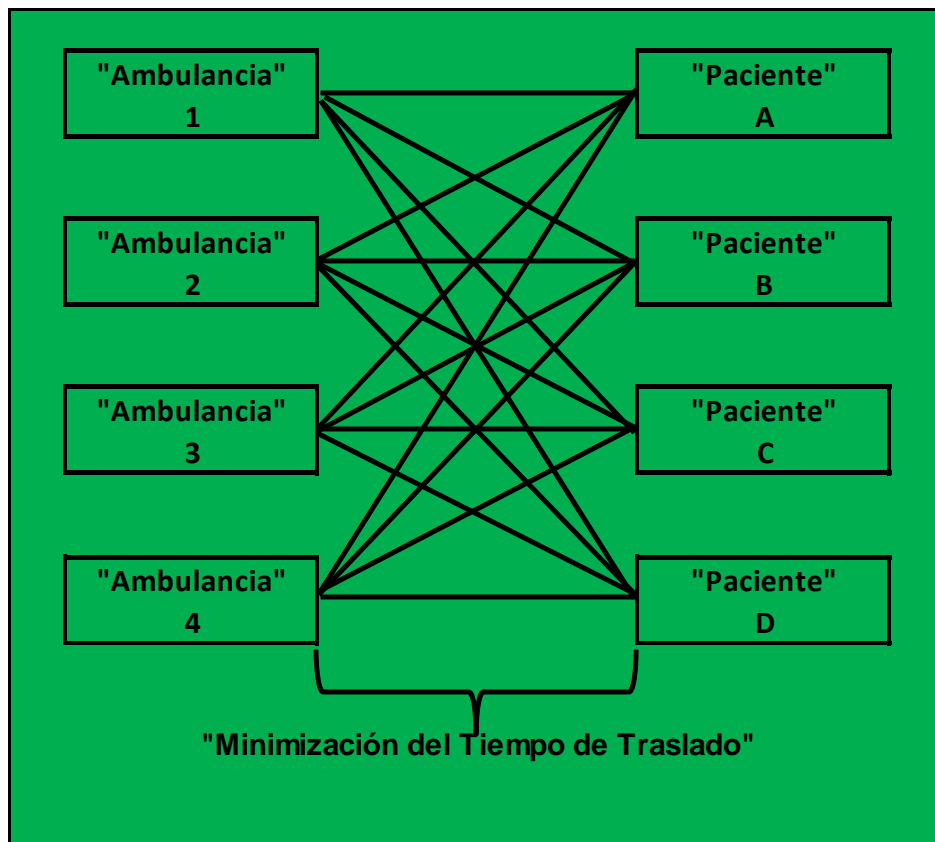 "Ambulancia"
1
"Paciente"
A
"Ambulancia"
2
"Paciente"
B
"Ambulancia"
3
"Paciente"
C
"Ambulancia"
4
"Paciente"
D
"Minimización del Tiempo de Traslado"